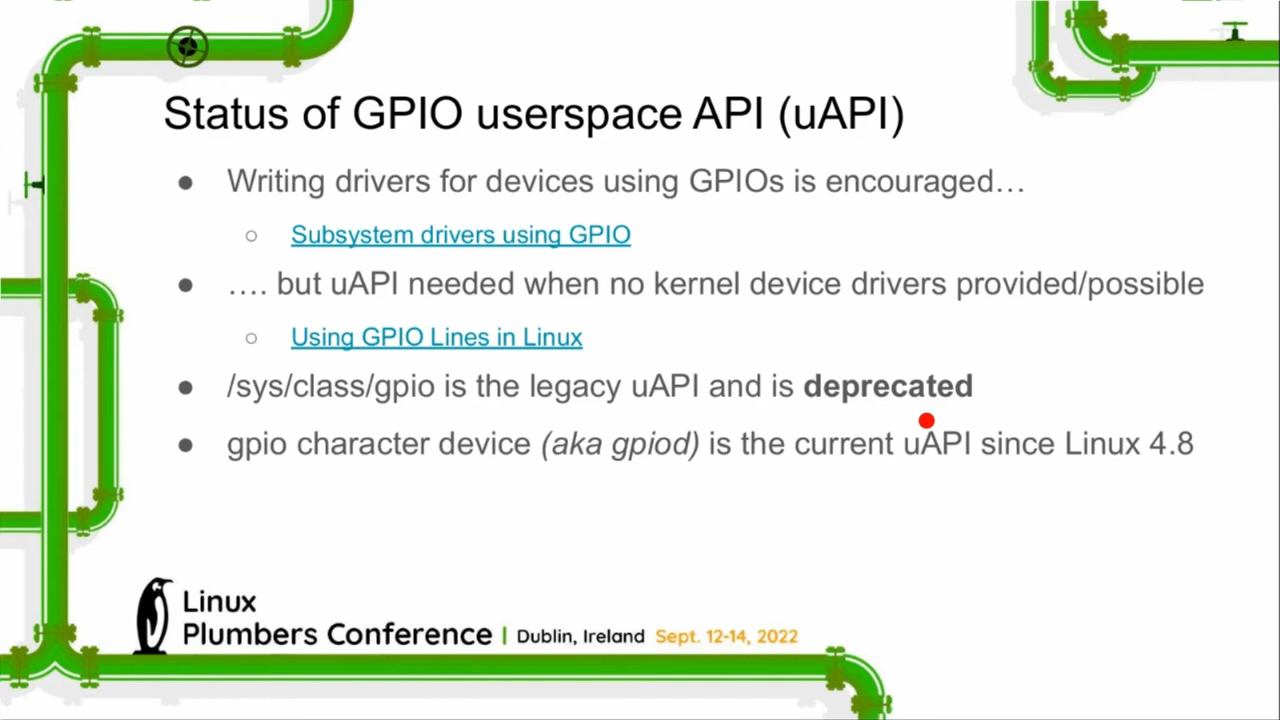 Status of GPIO userspace API (uAPI)
● Writing drivers for devices using GPIOs is encouraged…
○ Subsystem drivers using GPIO
● …. but uAPI needed when no kernel device drivers provided/possible
○ Using GPIO Lines in Linux
● /sys/class/gpio is the legacy uAPI and is deprecated
● gpio character device (aka gpiod) is the current uAPI since Linux 4.8
Linux
Plumbers Conference | Dublin, Ireland Sept. 12-14, 2022